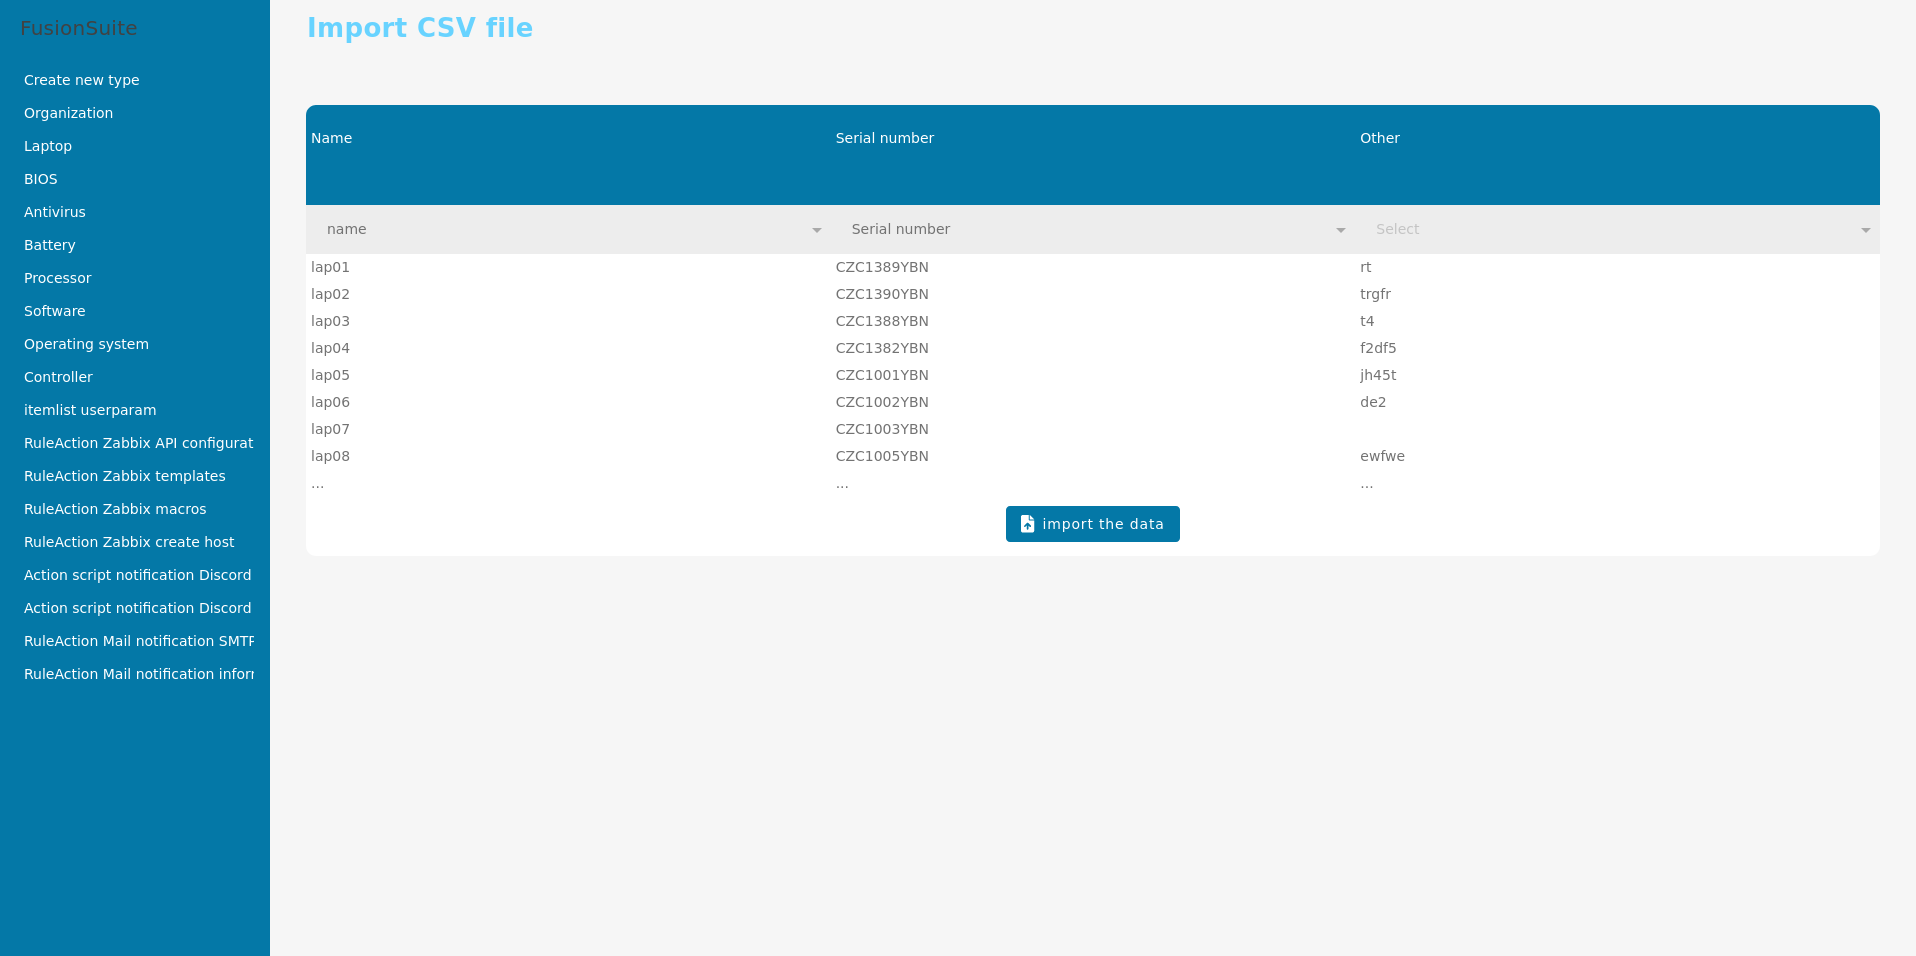 FusionSuite
Create new type
Organization
Laptop
BIOS
Antivirus
Battery
Processor
Software
Operating system
Controller
itemlist userparam
RuleAction Zabbix API configurat
RuleAction Zabbix templates
RuleAction Zabbix macros
RuleAction Zabbix create host
Action script notification Discord
Action script notification Discord
RuleAction Mail notification SMTP
RuleAction Mail notification inforr
Import CSV file
Name Serial number Other
name Serial number Select
lap01 CZC1389YBN rt
lap02 CZC1390YBN trgfr
lap03 CZC1388YBN t4
lap04 CZC1382YBN f2df5
lap05 CZC1001YBN jh45t
lap06 CZC1002YBN de2
lap07 CZC1003YBN
lap08 CZC1005YBN ewfwe
... ... ...
import the data